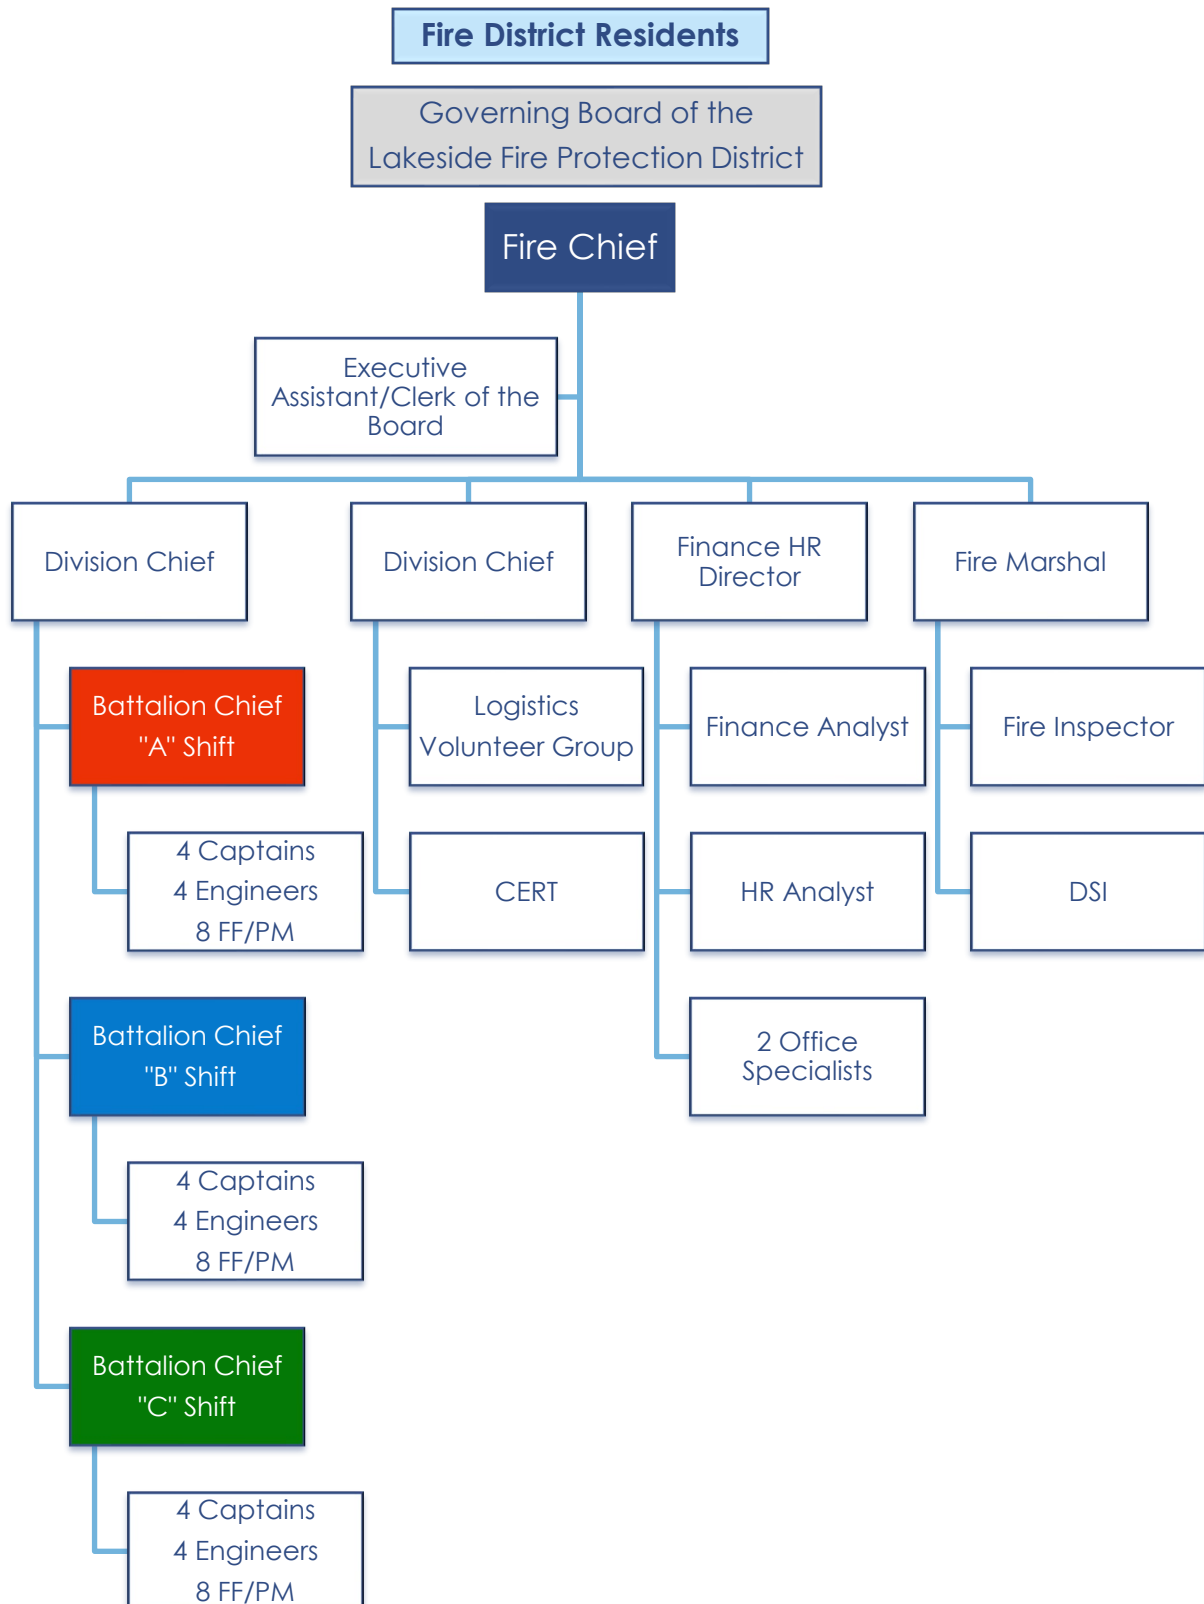 Fire District Residents
Governing Board of the
Lakeside Fire Protection District
Fire Chief
Executive
Assistant/Clerk of the
Board
Division Chief
Division Chief
Finance HR
Director
Fire Marshal
Battalion Chief
"A" Shift
Logistics
Volunteer Group
Finance Analyst
Fire Inspector
4 Captains
4 Engineers
8 FF/PM
CERT
HR Analyst
DSI
Battalion Chief
"B" Shift
2 Office
Specialists
4 Captains
4 Engineers
8 FF/PM
Battalion Chief
"C" Shift
4 Captains
4 Engineers
8 FF/PM